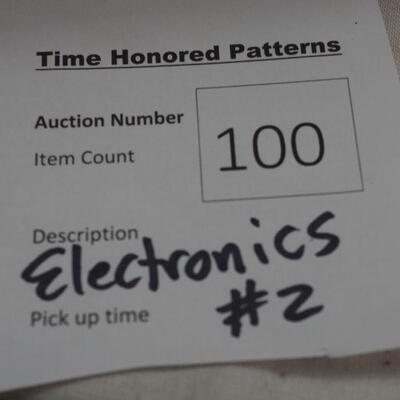 Time Honored Patterns
Auction Number
Item Count
100
Description
Electronics
#2
Pick up time